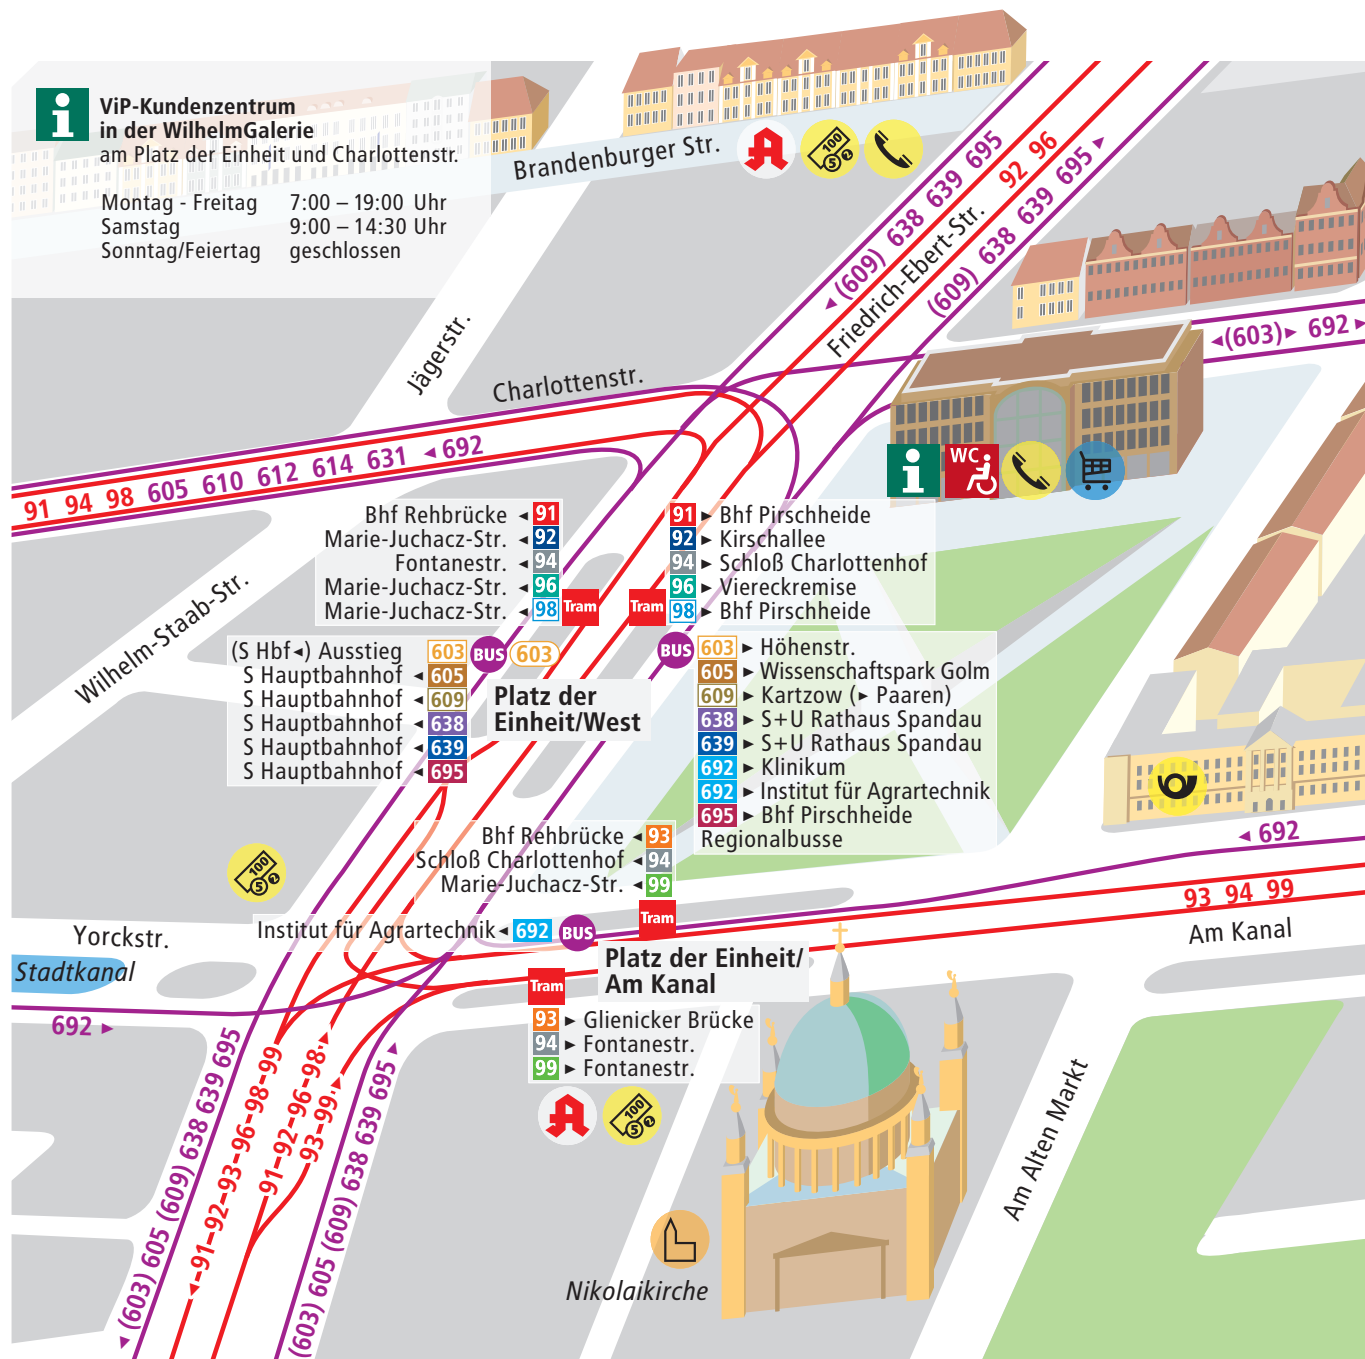 ViP-Kundenzentrum
in der WilhelmGalerie
am Platz der Einheit und Charlottenstr.
Montag - Freitag 7:00 – 19:00 Uhr
Samstag 9:00 – 14:30 Uhr
Sonntag/Feiertag geschlossen
Brandenburger Str.
100
5
◄ (609) 638 639 695
92 96
Friedrich-Ebert-Str.
(609) 638 639 695 ►
◄(603)► 692 ►
Jägerstr.
Charlottenstr.
91 94 98 605 610 612 614 631 ◄ 692
WC
Bhf Rehbrücke ◄ 91
Marie-Juchacz-Str. ◄ 92
Fontanestr. ◄ 94
Marie-Juchacz-Str. ◄ 96
Marie-Juchacz-Str. ◄ 98
Tram
Tram
91 ► Bhf Pirschheide
92 ► Kirschallee
94 ► Schloß Charlottenhof
96 ► Viereckremise
98 ► Bhf Pirschheide
Wilhelm-Staab-Str.
(S Hbf◄) Ausstieg 603
S Hauptbahnhof ◄ 605
S Hauptbahnhof ◄ 609
S Hauptbahnhof ◄ 638
S Hauptbahnhof ◄ 639
S Hauptbahnhof ◄ 695
BUS 603
Platz der
Einheit/West
BUS
603 ► Höhenstr.
605 ► Wissenschaftspark Golm
609 ► Kartzow (► Paaren)
638 ► S+U Rathaus Spandau
639 ► S+U Rathaus Spandau
692 ► Klinikum
692 ► Institut für Agrartechnik
695 ► Bhf Pirschheide
Regionalbusse
Bhf Rehbrücke ◄ 93
Schloß Charlottenhof ◄ 94
Marie-Juchacz-Str. ◄ 99
Tram
◄ 692
93 94 99
Am Kanal
100
5
Yorckstr.
Stadtkanal
692 ►
Institut für Agrartechnik ◄ 692 BUS
Platz der Einheit/
Am Kanal
Tram
93 ► Glienicker Brücke
94 ► Fontanestr.
99 ► Fontanestr.
100
5
◄ (603) 605 (609) 638 639 695
◄-91-92-93-96-98-99
91-92-96-98-►
93-99-►
(603) 605 (609) 638 639 695 ►
Am Alten Markt
Nikolaikirche